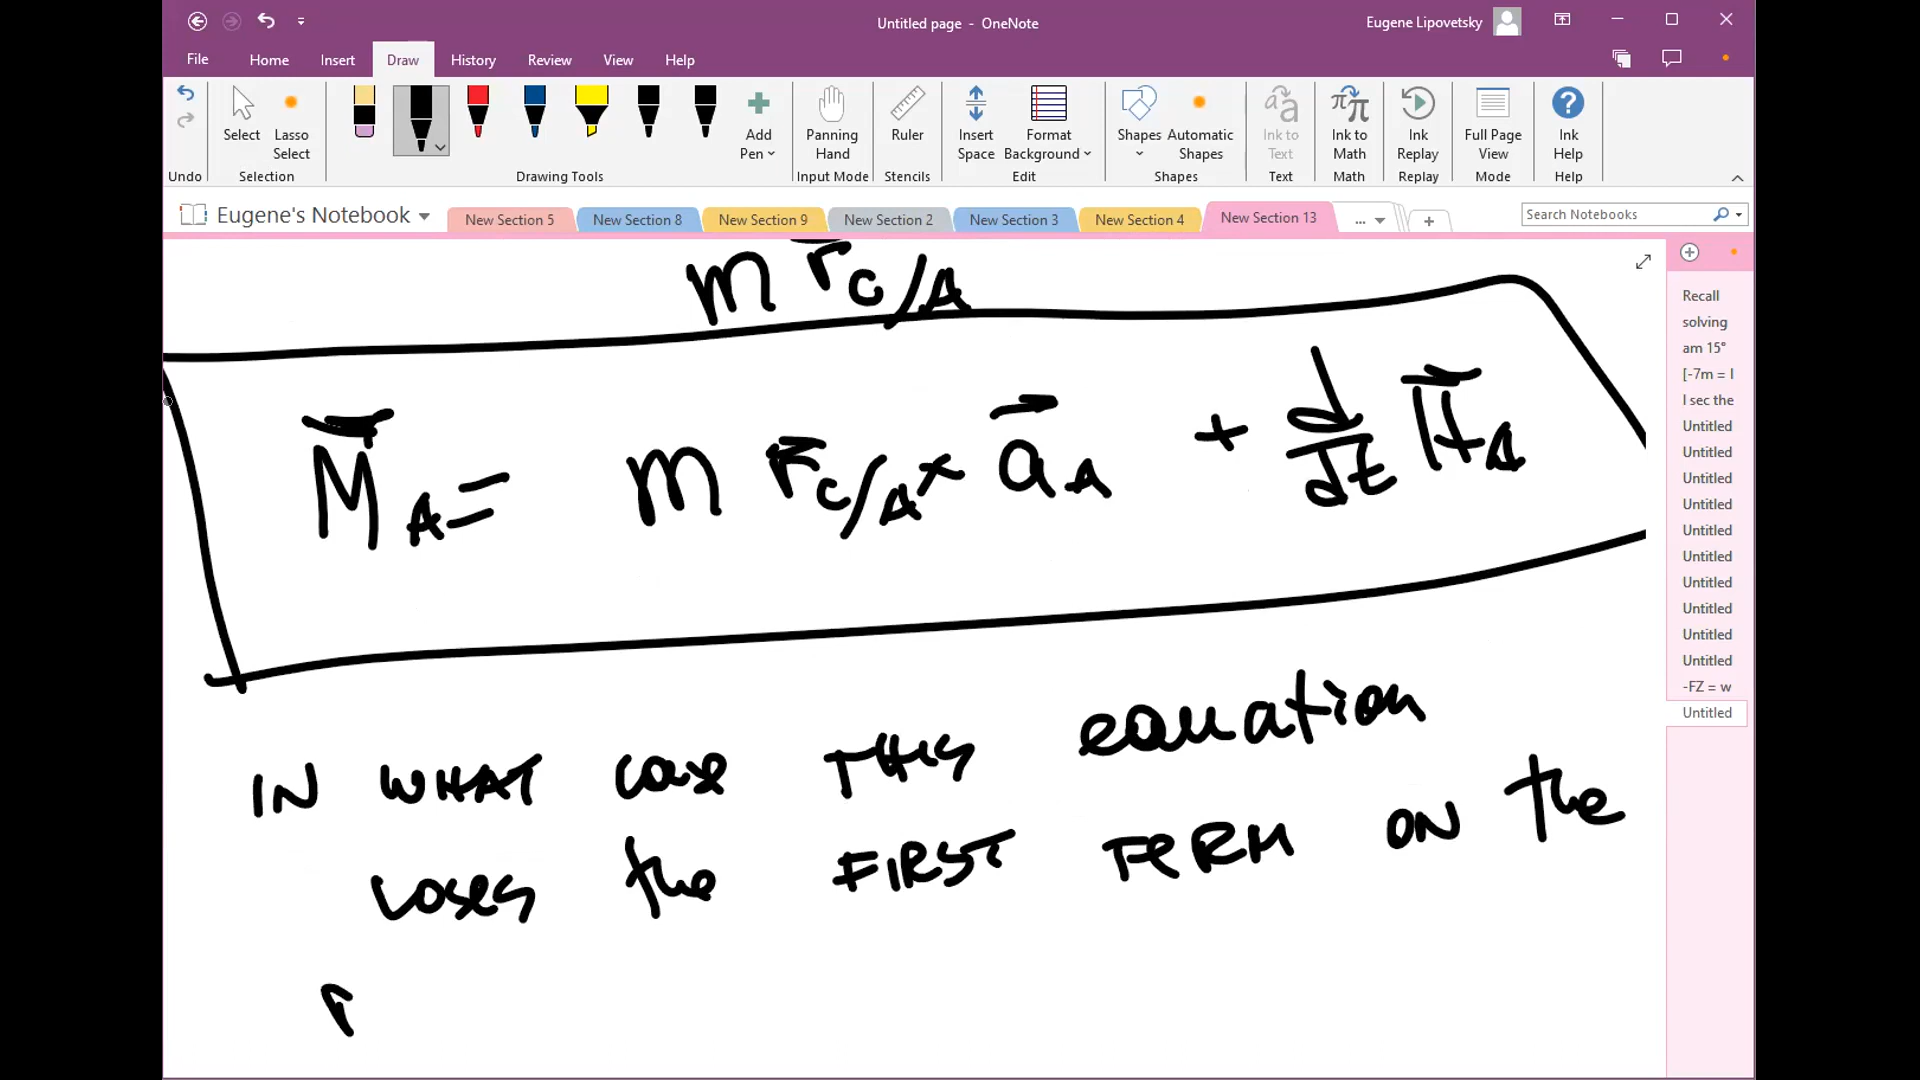 Untitled page - OneNote
Eugene Lipovetsky
File Home Insert Draw History Review View Help
Select
Lasso Select
Add Pen
Panning Hand
Ruler
Insert Space
Format Background
Shapes
Automatic Shapes
Ink to Text
Ink to Math
Ink Replay
Full Page View
Ink Help
Undo Selection Drawing Tools Input Mode Stencils Edit Shapes Text Math Replay Mode Help
Eugene's Notebook New Section 5 New Section 8 New Section 9 New Section 2 New Section 3 New Section 4 New Section 13 ... + Search Notebooks
m r⃗ C/A
M⃗ A = m r⃗ C/A × a⃗ A + d/dt H⃗ A
IN WHAT case THIS equation
loses the FIRST TERM ON the
Recall
solving
am 15°
[-7m = I
I sec the
Untitled
Untitled
Untitled
Untitled
Untitled
Untitled
Untitled
Untitled
Untitled
Untitled
-FZ = w
Untitled